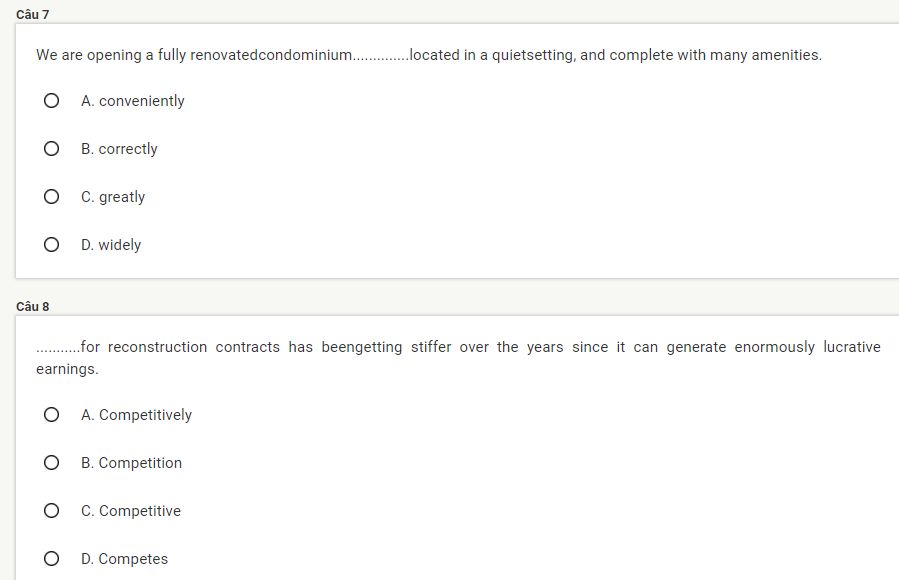 Câu 7
We are opening a fully renovatedcondominium..............located in a quietsetting, and complete with many amenities.
A. conveniently
B. correctly
C. greatly
D. widely
Câu 8
...........for reconstruction contracts has beengetting stiffer over the years since it can generate enormously lucrative
earnings.
A. Competitively
B. Competition
C. Competitive
D. Competes